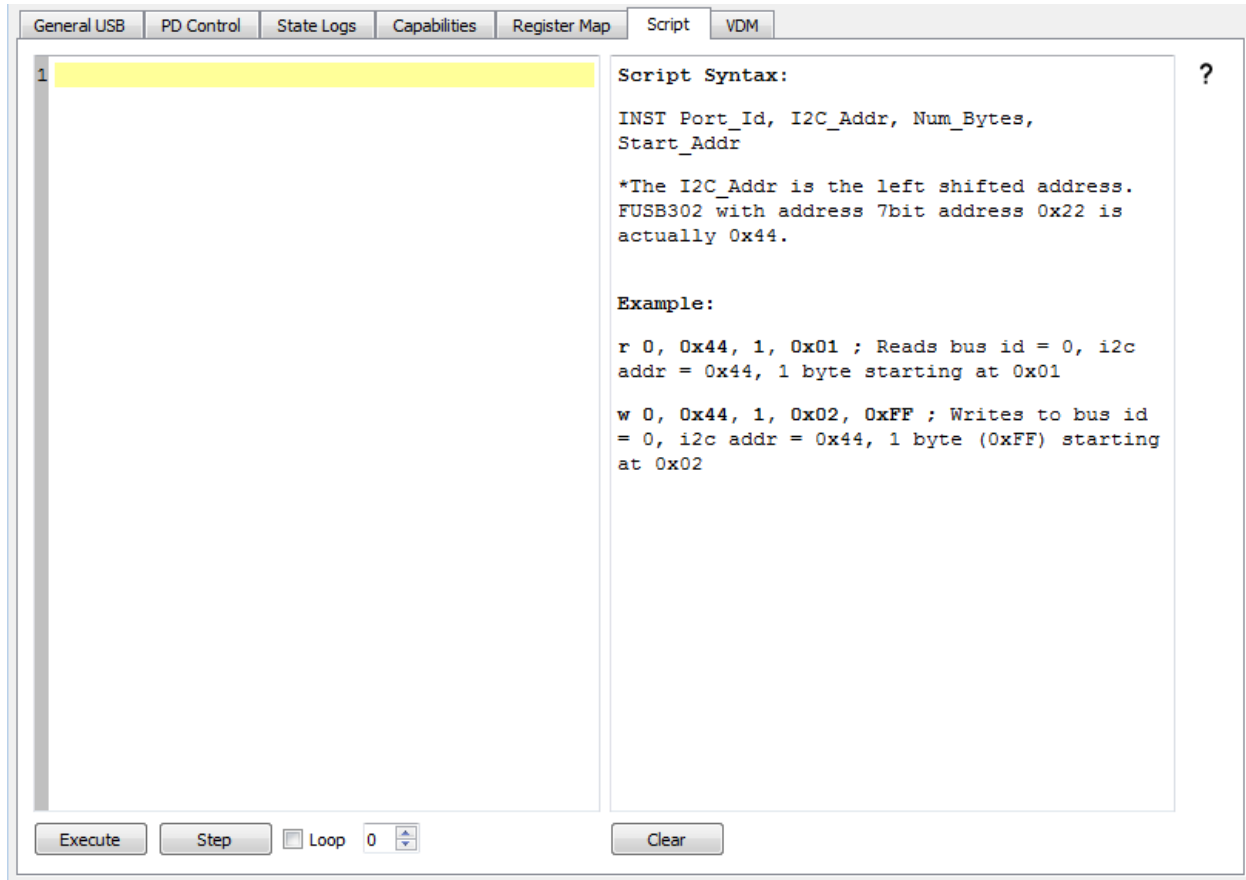 General USB PD Control State Logs Capabilities Register Map Script VDM
1
Script Syntax:
?
INST Port_Id, I2C_Addr, Num_Bytes,
Start_Addr
*The I2C_Addr is the left shifted address.
FUSB302 with address 7bit address 0x22 is
actually 0x44.
Example:
r 0, 0x44, 1, 0x01 ; Reads bus id = 0, i2c
addr = 0x44, 1 byte starting at 0x01
w 0, 0x44, 1, 0x02, 0xFF ; Writes to bus id
= 0, i2c addr = 0x44, 1 byte (0xFF) starting
at 0x02
Execute Step Loop 0 Clear